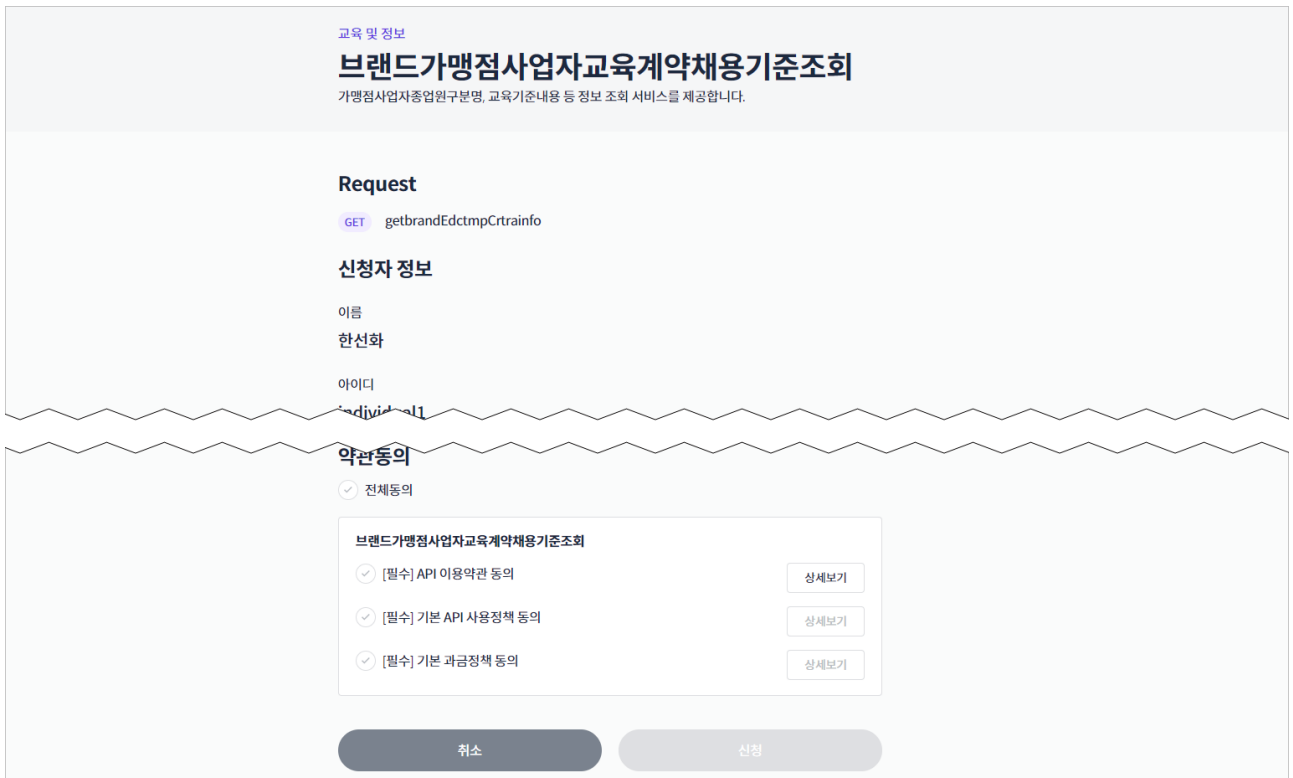 교육 및 정보
브랜드가맹점사업자교육계약채용기준조회
가맹점사업자종업원구분명, 교육기준내용 등 정보 조회 서비스를 제공합니다.
Request
GET getbrandEdctmpCrtrainfo
신청자 정보
이름
한선화
아이디
individual1
약관동의
전체동의
브랜드가맹점사업자교육계약채용기준조회
[필수] API 이용약관 동의 상세보기
[필수] 기본 API 사용정책 동의 상세보기
[필수] 기본 과금정책 동의 상세보기
취소 신청